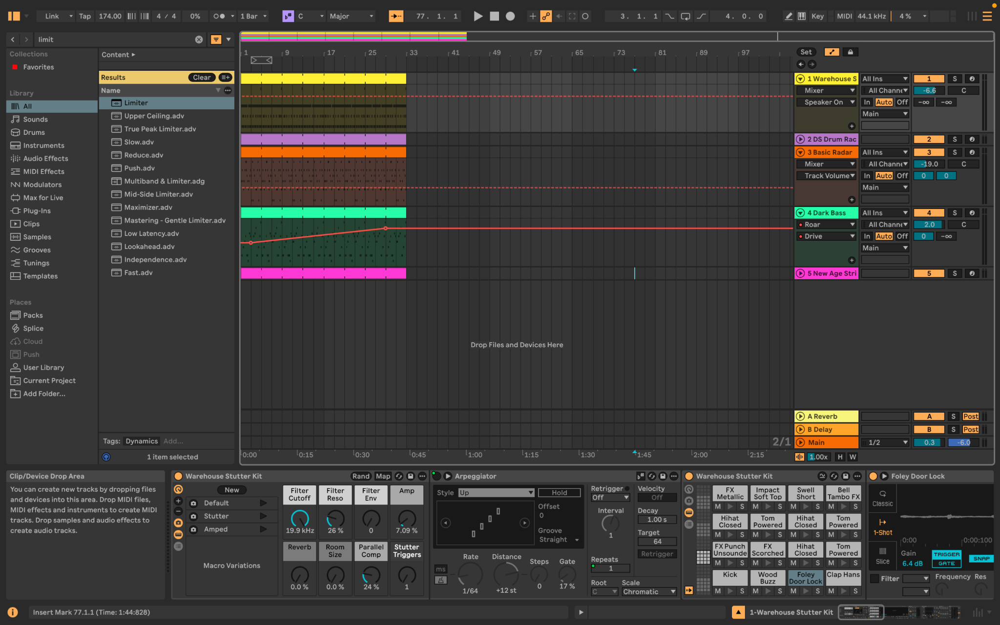 Link
Tap
174.00
4 / 4
0%
1 Bar
C
Major
77. 1. 1
3. 1. 1
4. 0. 0
Key
MIDI
44.1 kHz
4 %
limit
Collections
Favorites
Library
All
Sounds
Drums
Instruments
Audio Effects
MIDI Effects
Modulators
Max for Live
Plug-Ins
Clips
Samples
Grooves
Tunings
Templates
Places
Packs
Splice
Cloud
Push
User Library
Current Project
Add Folder...
Content
Results
Clear
Name
Limiter
Upper Ceiling.adv
True Peak Limiter.adv
Slow.adv
Reduce.adv
Push.adv
Multiband & Limiter.adg
Mid-Side Limiter.adv
Maximizer.adv
Mastering - Gentle Limiter.adv
Low Latency.adv
Lookahead.adv
Independence.adv
Fast.adv
Tags: Dynamics Add...
1 item selected
1 9 17 25 33 41 49 57 65 73 81 89 97
Set
1 Warehouse S
All Ins
1
S
Mixer
All Channe
-6.6
C
Speaker On
In Auto Off
-∞ -∞
Main
2 DS Drum Rac
2
S
3 Basic Radar
All Ins
3
S
Mixer
All Channe
-19.0
C
Track Volume
In Auto Off
0 0
Main
4 Dark Bass
All Ins
4
S
Roar
All Channe
2.0
C
Drive
In Auto Off
0 -∞
Main
5 New Age Stri
5
S
Drop Files and Devices Here
A Reverb
A
S
Post
B Delay
B
S
Post
2/1
Main
1/2
0.3
-6.0
0:00 0:15 0:30 0:45 1:00 1:15 1:30 1:45 2:00 2:15
1.00x
H W
Clip/Device Drop Area
You can create new tracks by dropping files
and devices into this area. Drop MIDI files,
MIDI effects and instruments to create MIDI
tracks. Drop samples and audio effects to
create audio tracks.
Warehouse Stutter Kit
Rand
Map
New
Default
Stutter
Amped
Macro Variations
Filter Cutoff
Filter Reso
Filter Env
Amp
19.9 kHz
26 %
0
7.09 %
Reverb
Room Size
Parallel Comp
Stutter Triggers
0.0 %
0.0 %
24 %
1
Arpeggiator
Style
Up
Hold
Offset
0
Groove
Straight
Rate
Distance
Steps
Gate
ms
1/64
+12 st
0
17 %
Retrigger
Off
Interval
1
Repeats
1
Root
C
Scale
Chromatic
Velocity
Off
Decay
1.00 s
Target
64
Retrigger
Warehouse Stutter Kit
FX Metallic
Impact Soft Top
Swell Short
Bell Tambo FX
M S M S M S M S
Hihat Closed
Tom Powered
Hihat Closed
Tom Powered
M S M S M S M S
FX Punch Unsounde
FX Scorched
Hihat Closed
Tom Powered
M S M S M S M S
Kick
Wood Buzz
Foley Door Lock
Clap Hans
M S M S M S M S
Foley Door Lock
Classic
1-Shot
Slice
0:00
0:00:100
Gain
6.4 dB
TRIGGER
GATE
SNAP
Filter
Frequency
Res
Insert Mark 77.1.1 (Time: 1:44:828)
1-Warehouse Stutter Kit